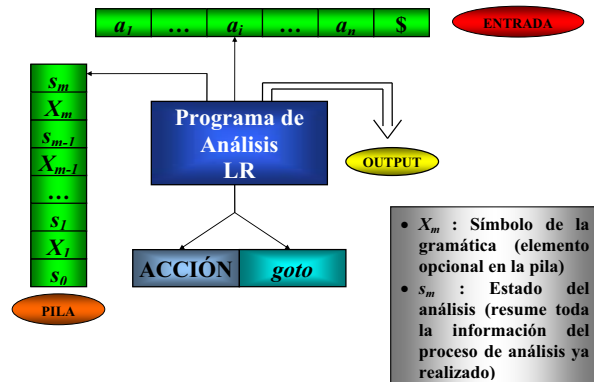 a1 … ai … an $
ENTRADA
sm
Xm
sm-1
Xm-1
…
s1
X1
s0
PILA
Programa de
Análisis
LR
OUTPUT
ACCIÓN goto
• Xm : Símbolo de la
gramática (elemento
opcional en la pila)
• sm : Estado del
análisis (resume toda
la información del
proceso de análisis ya
realizado)